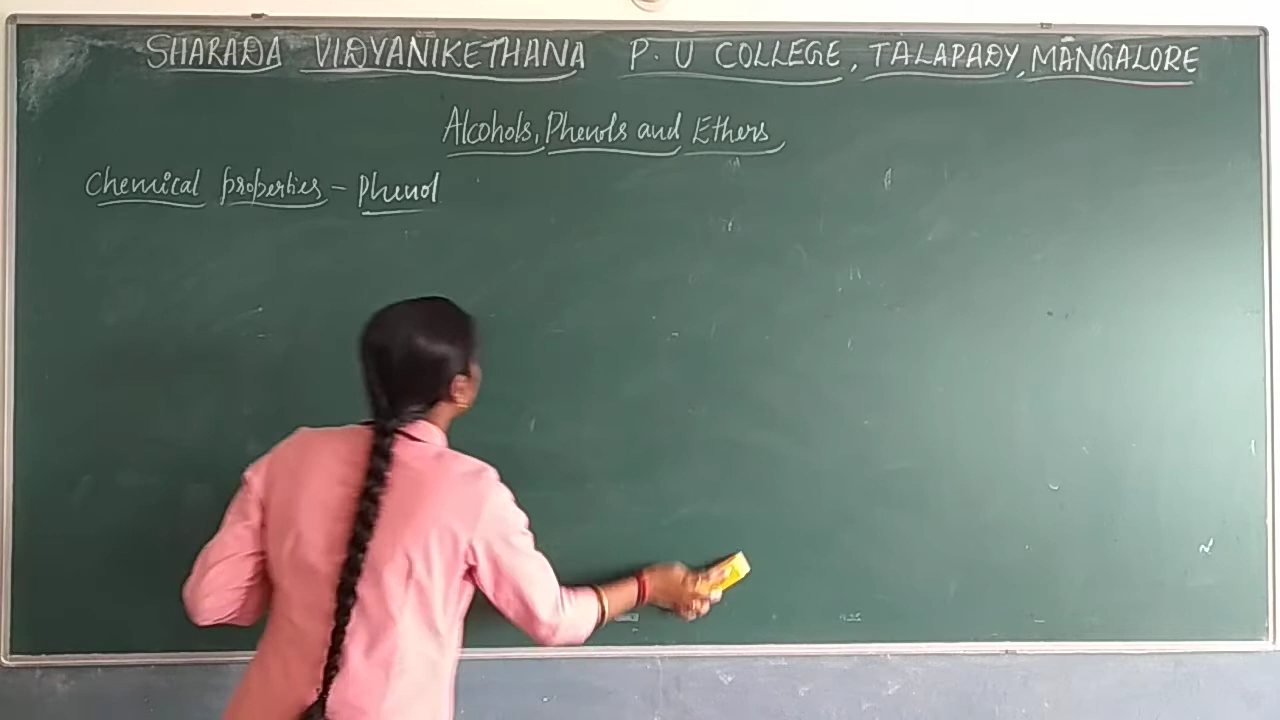 SHARADA VIDYANIKETHANA P. U COLLEGE, TALAPADY, MANGALORE
Alcohols, Phenols and Ethers
Chemical properties - Phenol